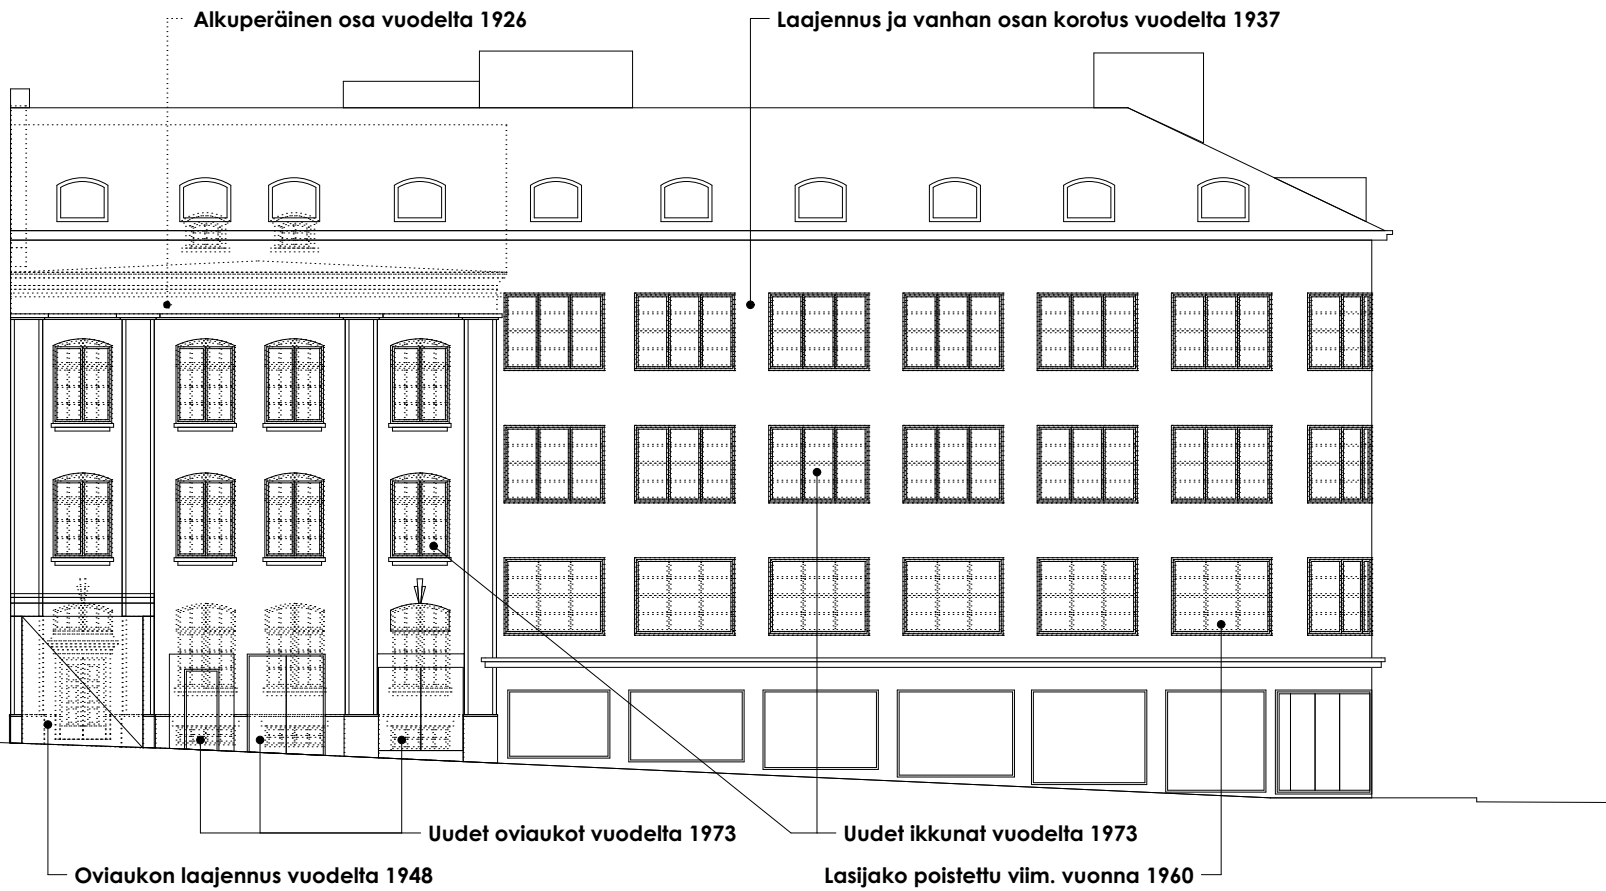 Alkuperäinen osa vuodelta 1926
Laajennus ja vanhan osan korotus vuodelta 1937
Uudet oviaukot vuodelta 1973
Uudet ikkunat vuodelta 1973
Oviaukon laajennus vuodelta 1948
Lasijako poistettu viim. vuonna 1960